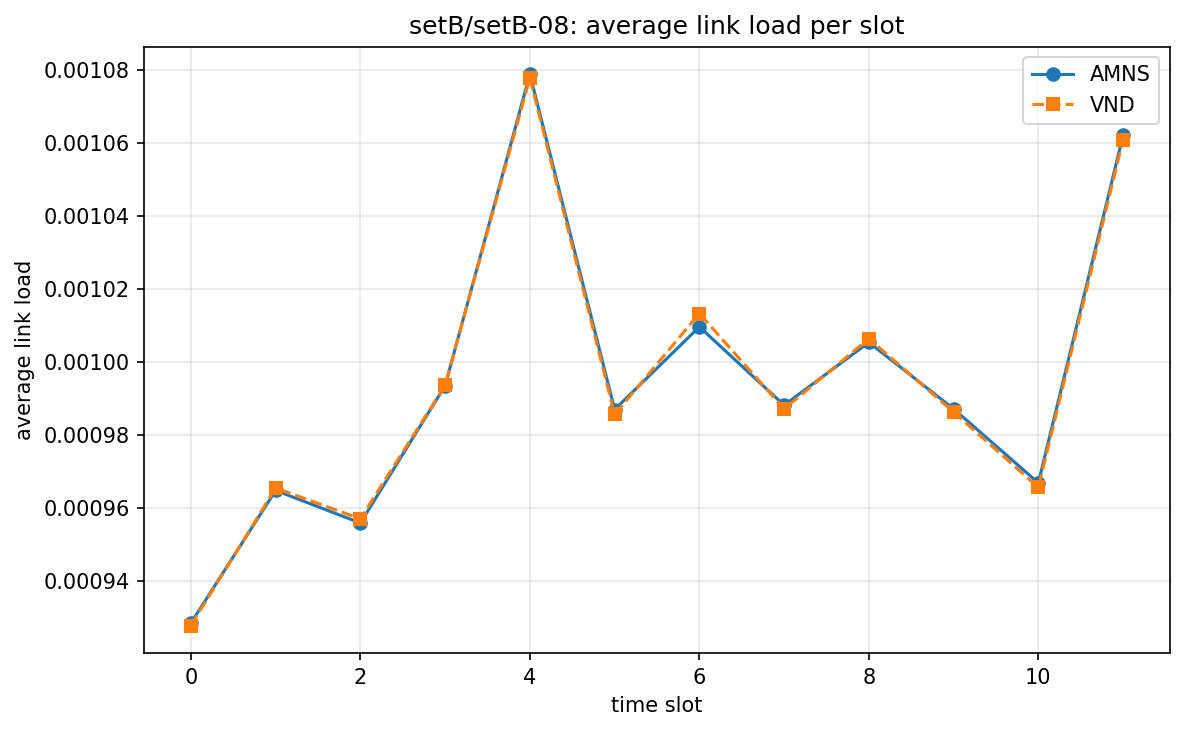 setB/setB-08: average link load per slot
AMNS
VND
0.00108
0.00106
0.00104
0.00102
0.00100
0.00098
0.00096
0.00094
average link load
0 2 4 6 8 10
time slot